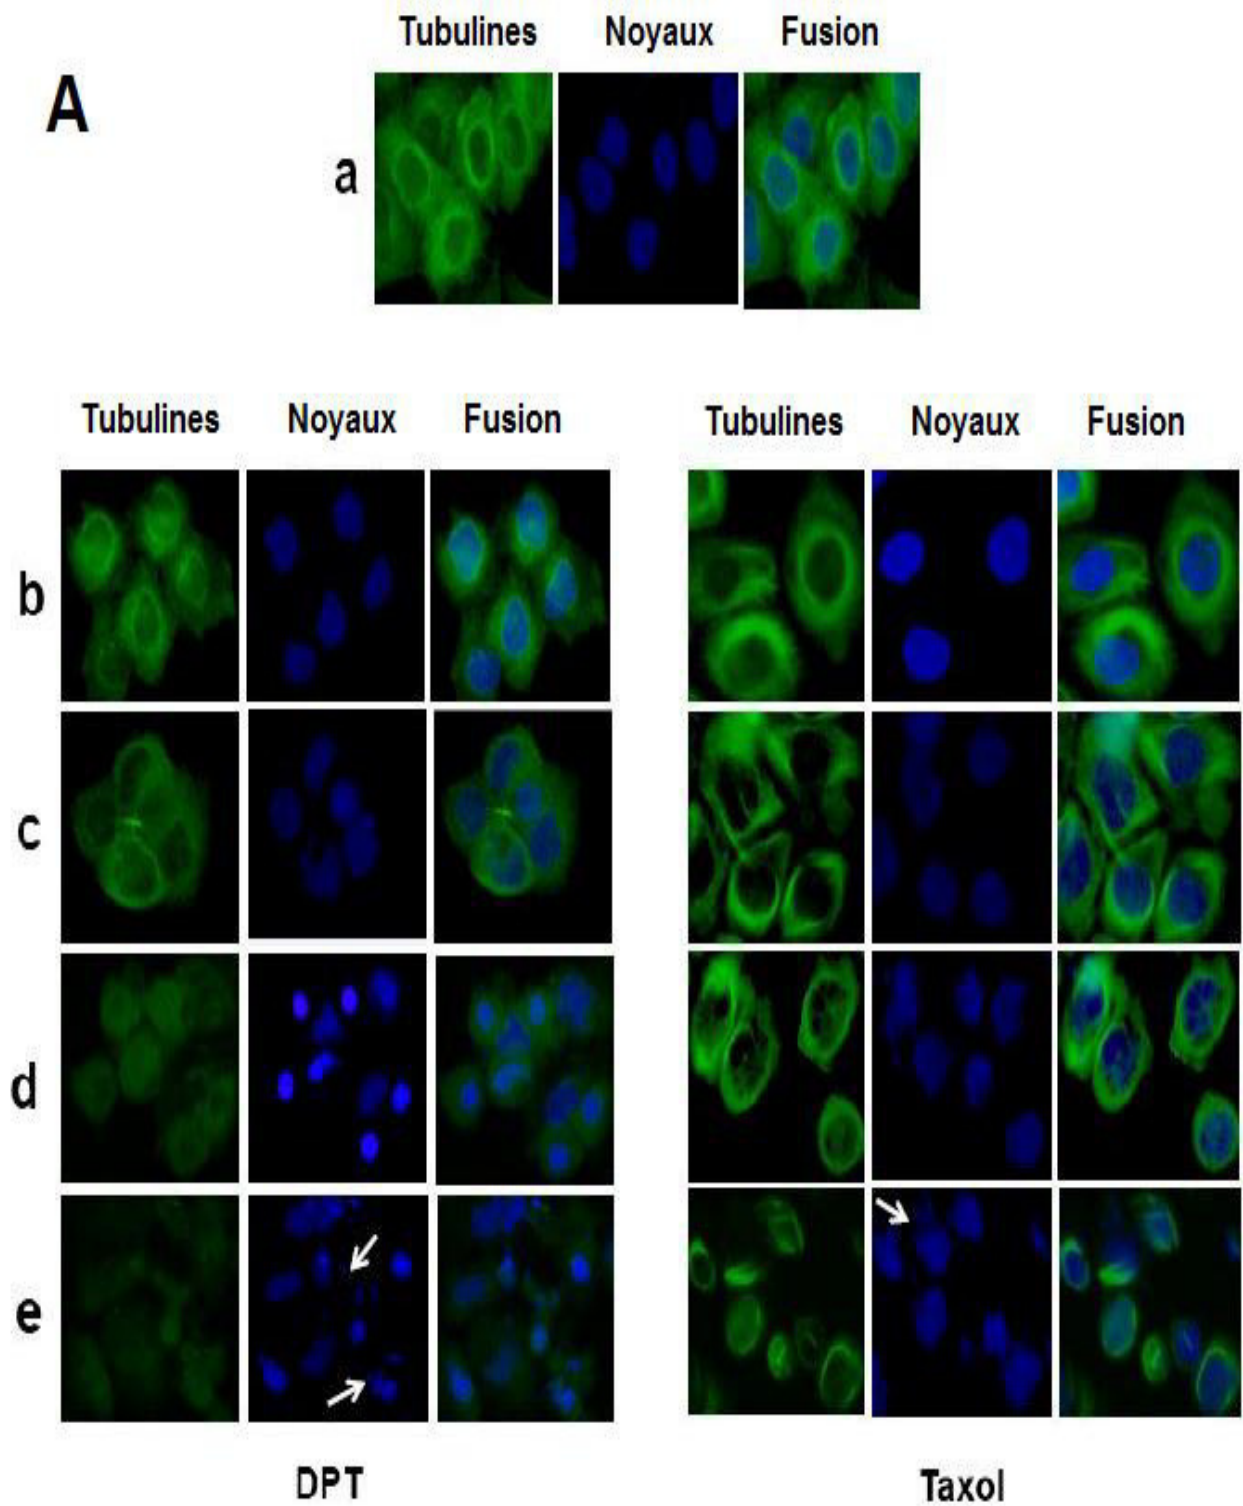 Tubulines Noyaux Fusion
A
a
Tubulines Noyaux Fusion Tubulines Noyaux Fusion
b
c
d
e
DPT Taxol